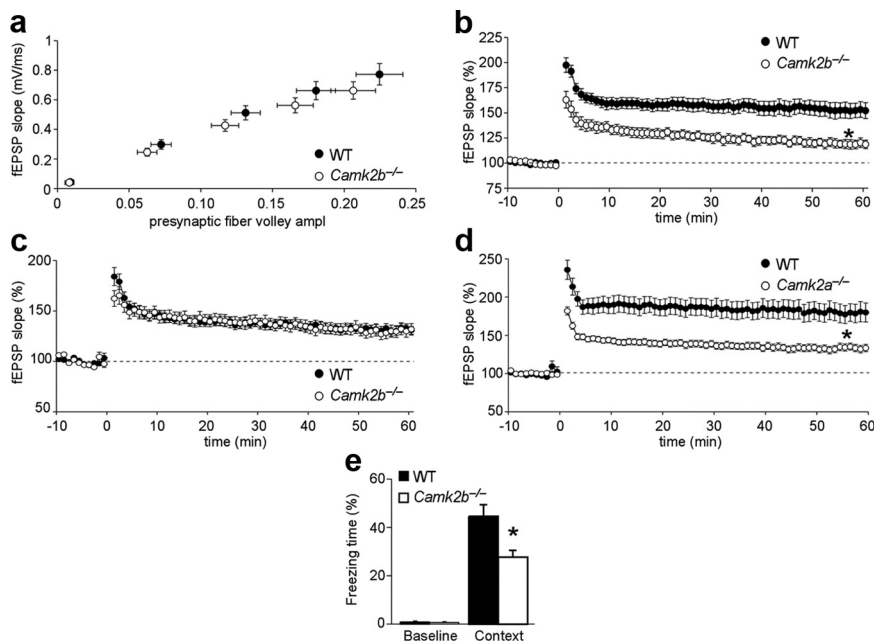 a
fEPSP slope (mV/ms)
1
0.8
0.6
0.4
0.2
0
0.05
0.10
0.15
0.20
0.25
presynaptic fiber volley ampl
WT
Camk2b–/–
b
fEPSP slope (%)
225
200
175
150
125
100
75
-10
0
10
20
30
40
50
60
time (min)
WT
Camk2b–/–
*
c
fEPSP slope (%)
200
150
100
50
-10
0
10
20
30
40
50
60
time (min)
WT
Camk2b–/–
d
fEPSP slope (%)
250
200
150
100
50
-10
0
10
20
30
40
50
60
time (min)
WT
Camk2a–/–
*
e
Freezing time (%)
60
40
20
0
WT
Camk2b–/–
*
Baseline
Context